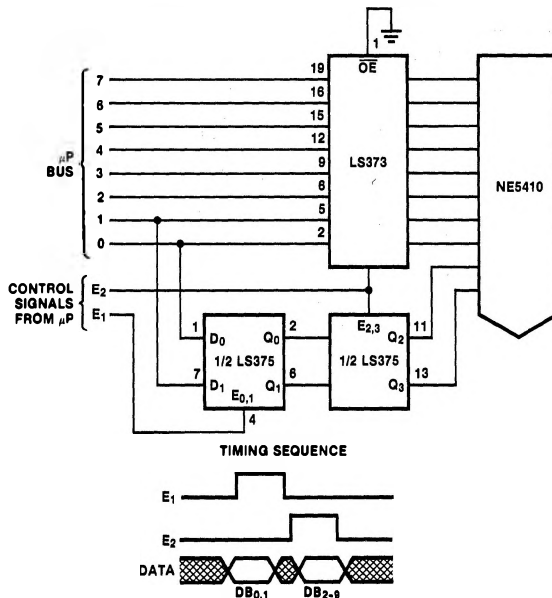 1
OE
7 19
6 16
µP 5 15
BUS 4 12
3 9
2 6
1 5
0 2
LS373
NE5410
CONTROL
SIGNALS
FROM µP
E2
E1
1 D0 Q0 2
7 D1 Q1 6
1/2 LS375
E0,1
4
E2,3
Q2 11
1/2 LS375
Q3 13
TIMING SEQUENCE
E1
E2
DATA
DB0,1 DB2-9